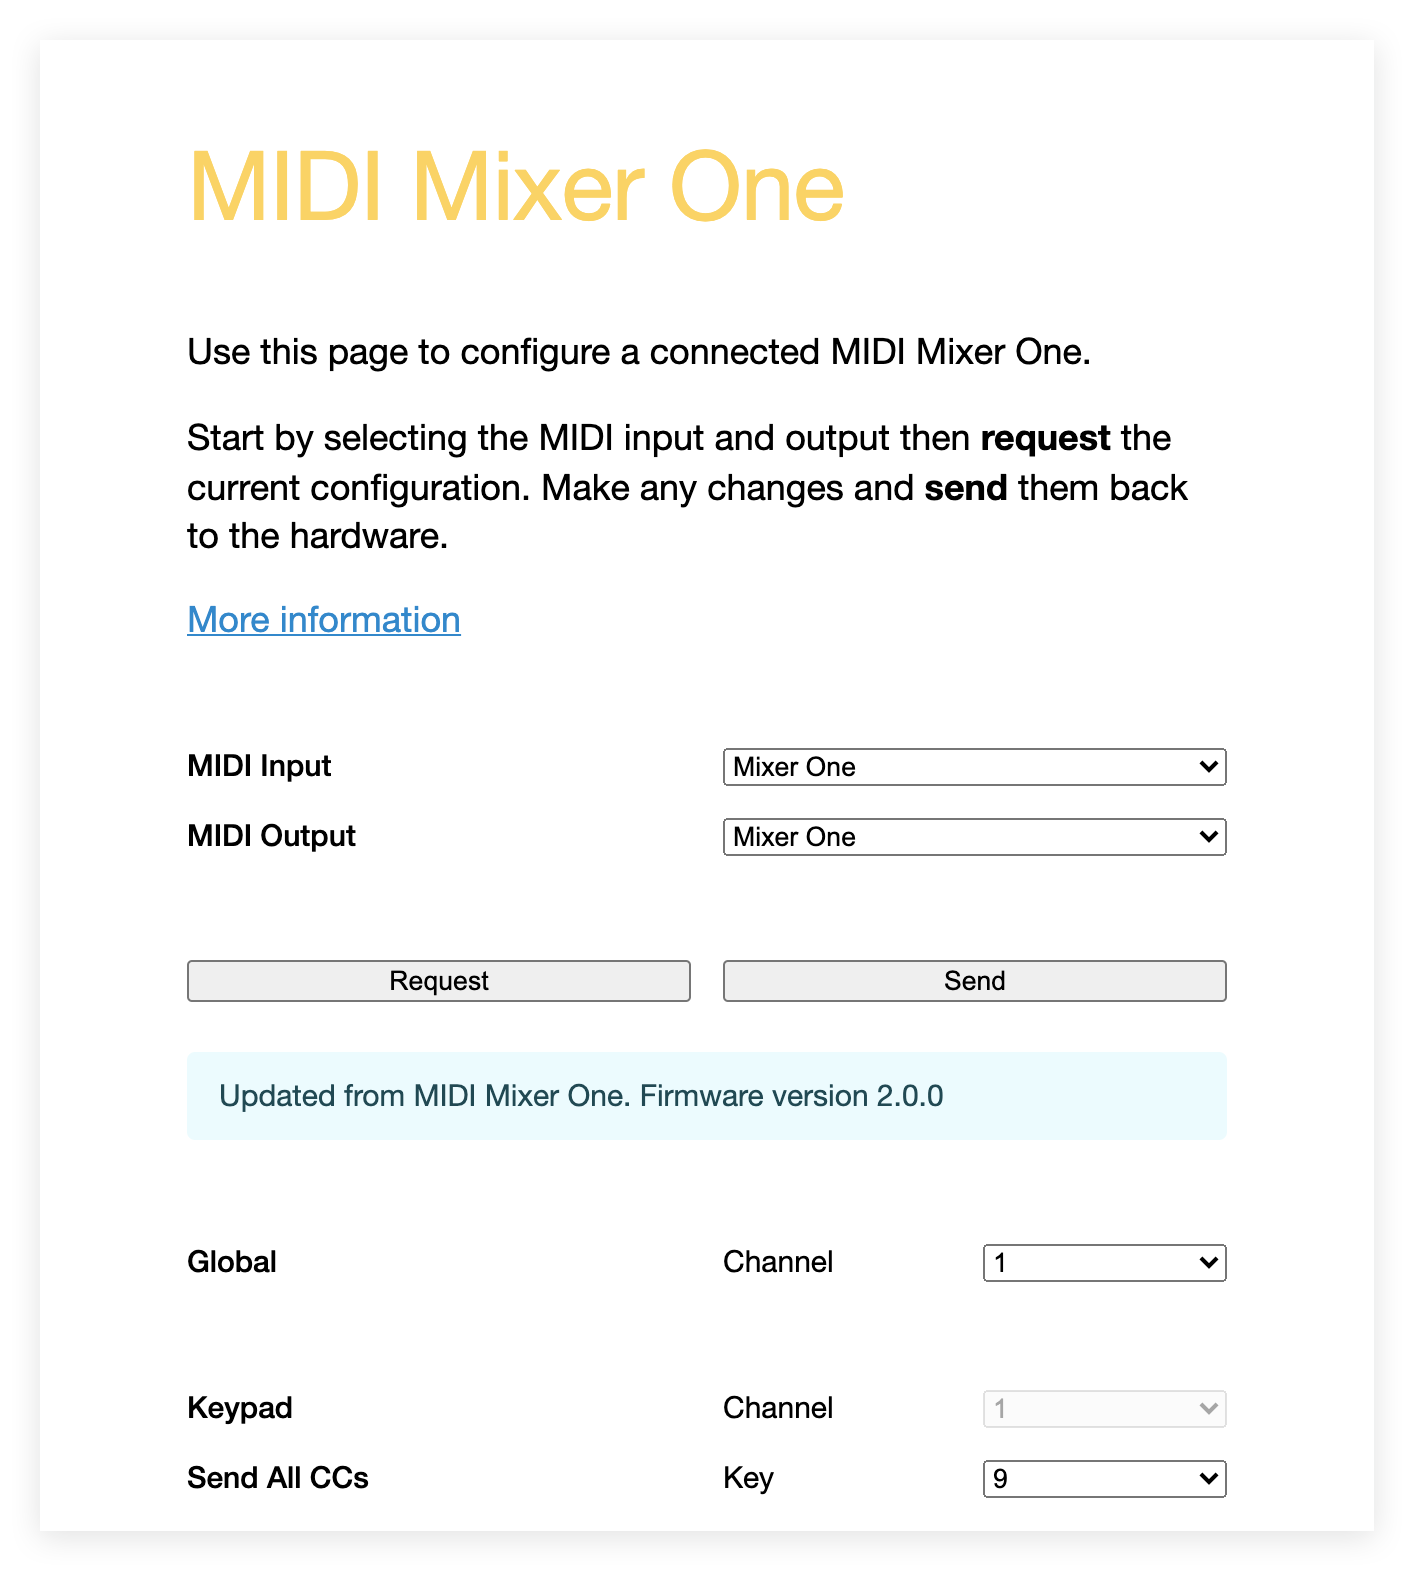 MIDI Mixer One
Use this page to configure a connected MIDI Mixer One.
Start by selecting the MIDI input and output then request the
current configuration. Make any changes and send them back
to the hardware.
More information
MIDI Input Mixer One
MIDI Output Mixer One
Request Send
Updated from MIDI Mixer One. Firmware version 2.0.0
Global Channel 1
Keypad Channel 1
Send All CCs Key 9